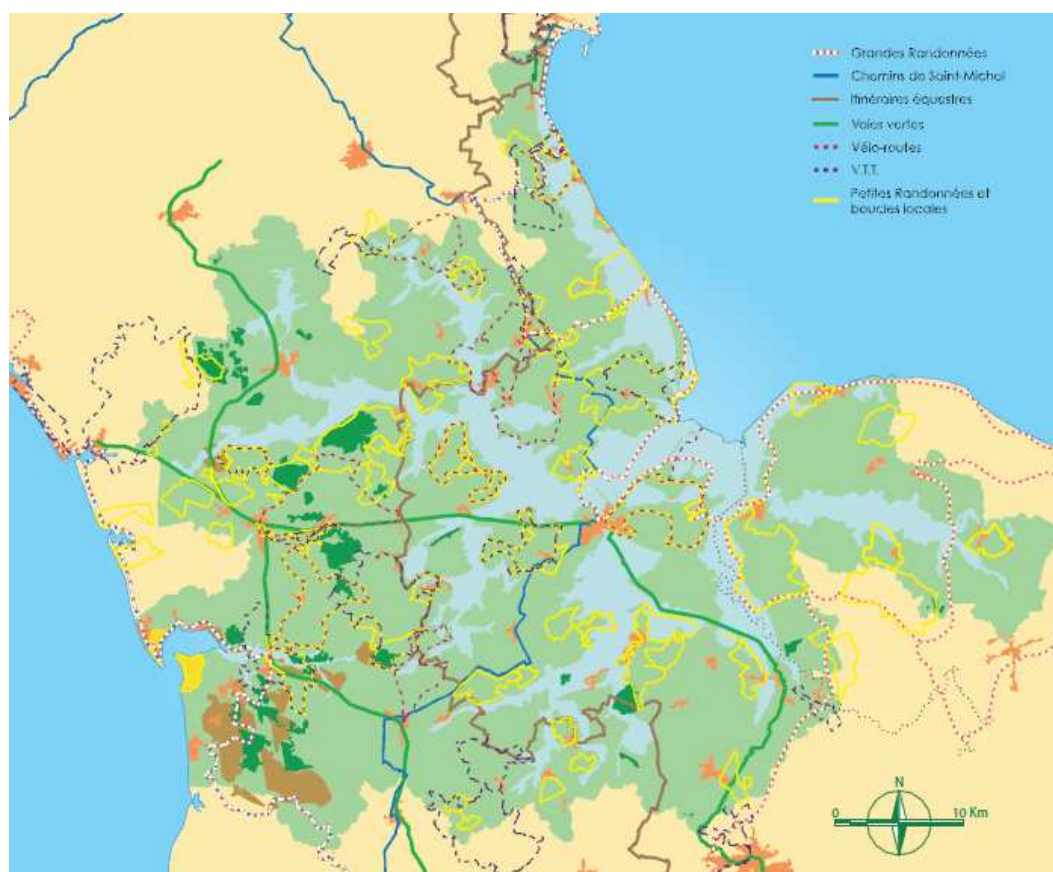 Grandes Randonnées
Chemins de Saint-Michel
Itinéraires équestres
Voies vertes
Vélo-routes
V.T.T.
Petites Randonnées et
boucles locales
N
0 10 Km